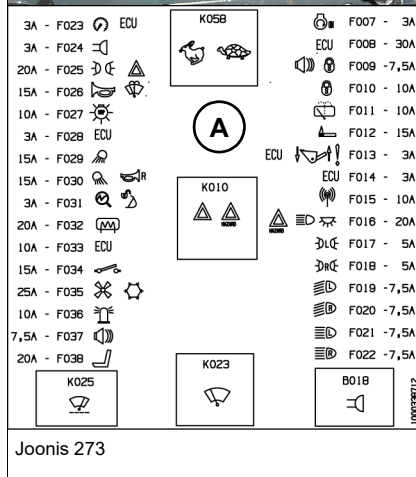 K058
3A - F023 ECU
3A - F024
20A - F025
15A - F026
10A - F027
3A - F028 ECU
15A - F029
15A - F030 R
3A - F031
20A - F032
10A - F033 ECU
15A - F034
25A - F035
10A - F036
7,5A - F037
20A - F038
A
K010
HAZARD
F007 - 3A
ECU F008 - 30A
F009 -7,5A
F010 - 10A
F011 - 10A
F012 - 15A
ECU F013 - 3A
ECU F014 - 3A
F015 - 10A
HAZARD F016 - 20A
L F017 - 5A
R F018 - 5A
L F019 -7,5A
R F020 -7,5A
L F021 -7,5A
R F022 -7,5A
K025
K023
B018
1000338712
Joonis 273